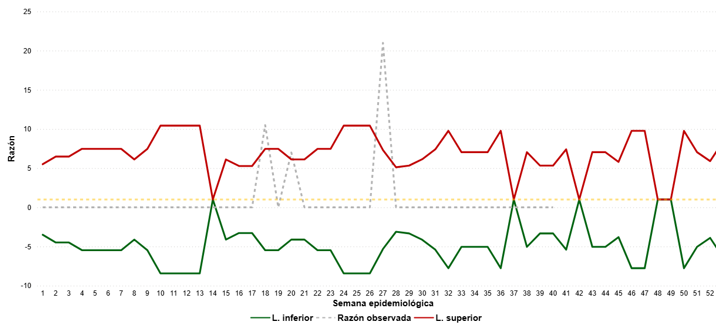 25
20
15
10
5
0
-5
-10
Razón
1 2 3 4 5 6 7 8 9 10 11 12 13 14 15 16 17 18 19 20 21 22 23 24 25 26 27 28 29 30 31 32 33 34 35 36 37 38 39 40 41 42 43 44 45 46 47 48 49 50 51 52
Semana epidemiológica
L. inferior Razón observada L. superior